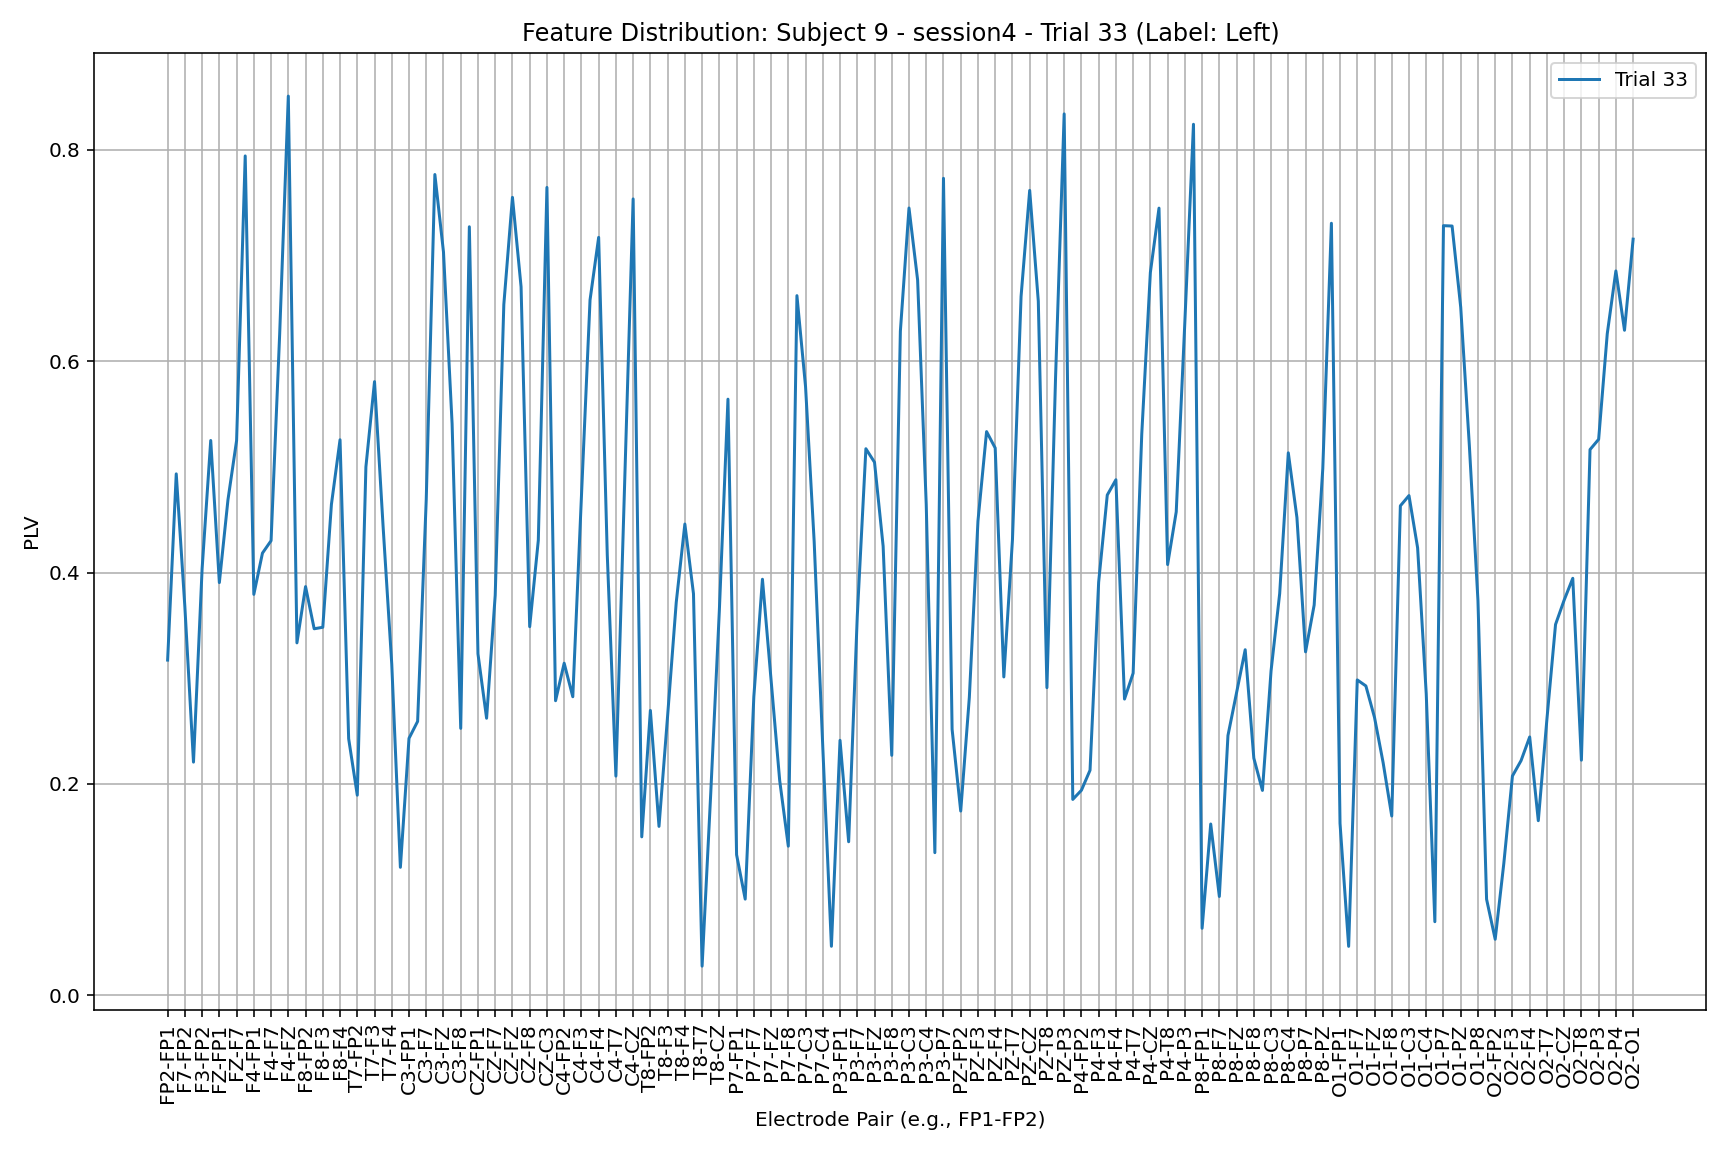 Feature Distribution: Subject 9 - session4 - Trial 33 (Label: Left)
Trial 33
PLV
0.8
0.6
0.4
0.2
0.0
FP2-FP1
F7-FP2
F3-FP2
FZ-FP1
FZ-F7
F4-FP1
F4-F7
F4-FZ
F8-FP2
F8-F3
F8-F4
T7-FP2
T7-F3
T7-F4
C3-FP1
C3-F7
C3-FZ
C3-F8
CZ-FP1
CZ-F7
CZ-FZ
CZ-F8
CZ-C3
C4-FP2
C4-F3
C4-F4
C4-T7
C4-CZ
T8-FP2
T8-F3
T8-F4
T8-T7
T8-CZ
P7-FP1
P7-F7
P7-FZ
P7-F8
P7-C3
P7-C4
P3-FP1
P3-F7
P3-FZ
P3-F8
P3-C3
P3-C4
P3-P7
PZ-FP2
PZ-F3
PZ-F4
PZ-T7
PZ-CZ
PZ-T8
PZ-P3
P4-FP2
P4-F3
P4-F4
P4-T7
P4-CZ
P4-T8
P4-P3
P8-FP1
P8-F7
P8-FZ
P8-F8
P8-C3
P8-C4
P8-P7
P8-PZ
O1-FP1
O1-F7
O1-FZ
O1-F8
O1-C3
O1-C4
O1-P7
O1-PZ
O1-P8
O2-FP2
O2-F3
O2-F4
O2-T7
O2-CZ
O2-T8
O2-P3
O2-P4
O2-O1
Electrode Pair (e.g., FP1-FP2)